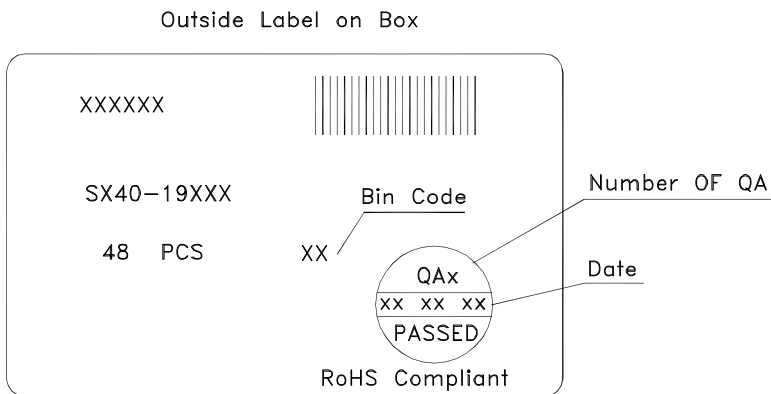 Outside Label on Box
XXXXXX
SX40-19XXX
Bin Code
Number OF QA
48 PCS
XX
QAx
Date
XX XX XX
PASSED
RoHS Compliant